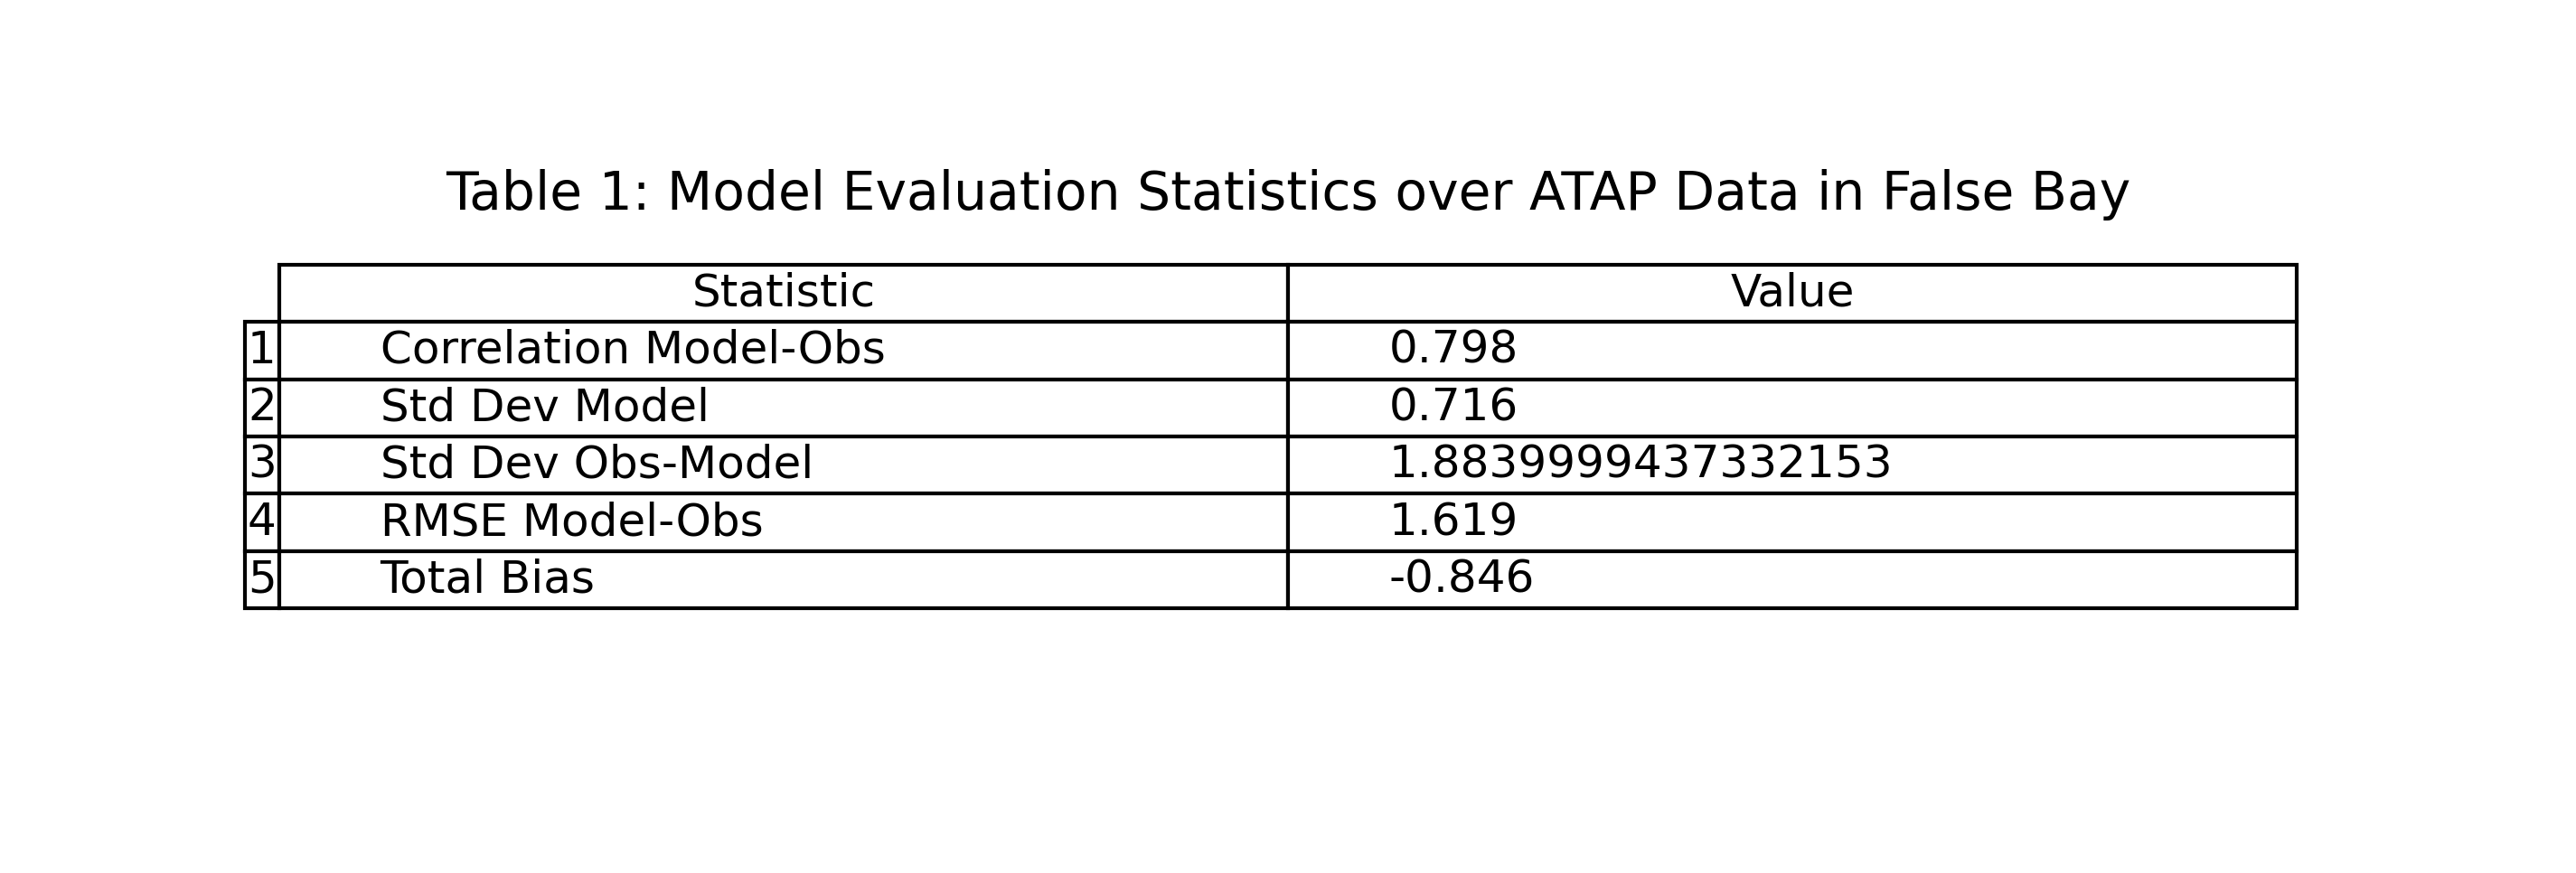 Table 1: Model Evaluation Statistics over ATAP Data in False Bay
Statistic Value
1 Correlation Model-Obs 0.798
2 Std Dev Model 0.716
3 Std Dev Obs-Model 1.8839999437332153
4 RMSE Model-Obs 1.619
5 Total Bias -0.846